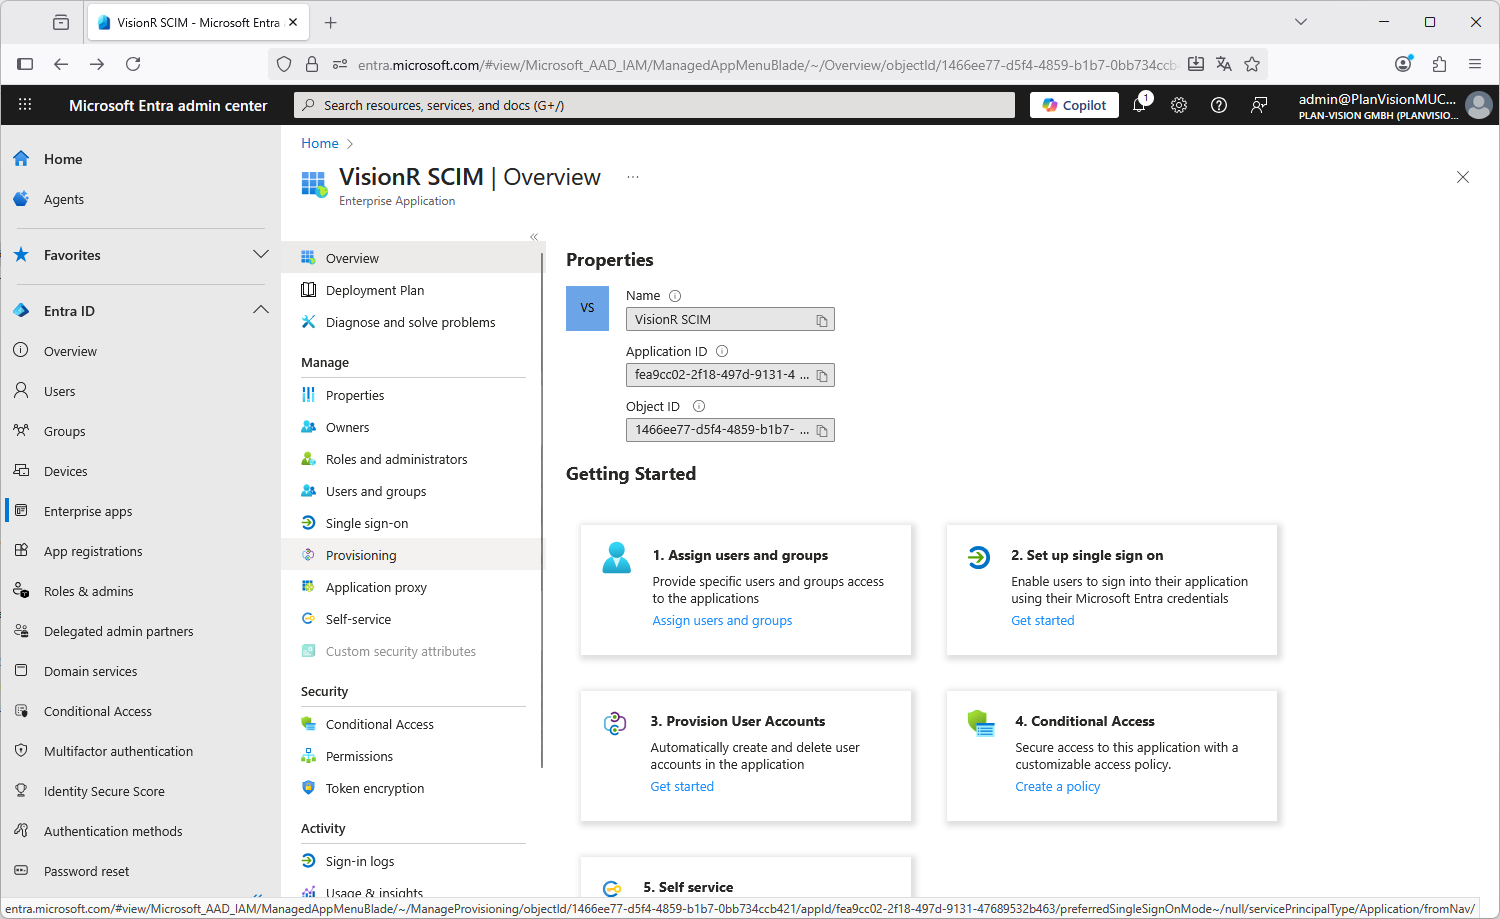 VisionR SCIM - Microsoft Entra
entra.microsoft.com/#view/Microsoft_AAD_IAM/ManagedAppMenuBlade/~/Overview/objectId/1466ee77-d5f4-4859-b1b7-0bb734ccb
Microsoft Entra admin center
Search resources, services, and docs (G+/)
Copilot
1
admin@PlanVisionMUC...
PLAN-VISION GMBH (PLANVISIO...
Home
Agents
Favorites
Entra ID
Overview
Users
Groups
Devices
Enterprise apps
App registrations
Roles & admins
Delegated admin partners
Domain services
Conditional Access
Multifactor authentication
Identity Secure Score
Authentication methods
Password reset
Home
VisionR SCIM | Overview
Enterprise Application
Overview
Deployment Plan
Diagnose and solve problems
Manage
Properties
Owners
Roles and administrators
Users and groups
Single sign-on
Provisioning
Application proxy
Self-service
Custom security attributes
Security
Conditional Access
Permissions
Token encryption
Activity
Sign-in logs
Usage & insights
Properties
VS
Name
VisionR SCIM
Application ID
fea9cc02-2f18-497d-9131-4 ...
Object ID
1466ee77-d5f4-4859-b1b7- ...
Getting Started
1. Assign users and groups
Provide specific users and groups access
to the applications
Assign users and groups
2. Set up single sign on
Enable users to sign into their application
using their Microsoft Entra credentials
Get started
3. Provision User Accounts
Automatically create and delete user
accounts in the application
Get started
4. Conditional Access
Secure access to this application with a
customizable access policy.
Create a policy
5. Self service
entra.microsoft.com/#view/Microsoft_AAD_IAM/ManagedAppMenuBlade/~/ManageProvisioning/objectId/1466ee77-d5f4-4859-b1b7-0bb734ccb421/appId/fea9cc02-2f18-497d-9131-47689532b463/preferredSingleSignOnMode~/null/servicePrincipalType/Application/fromNav/